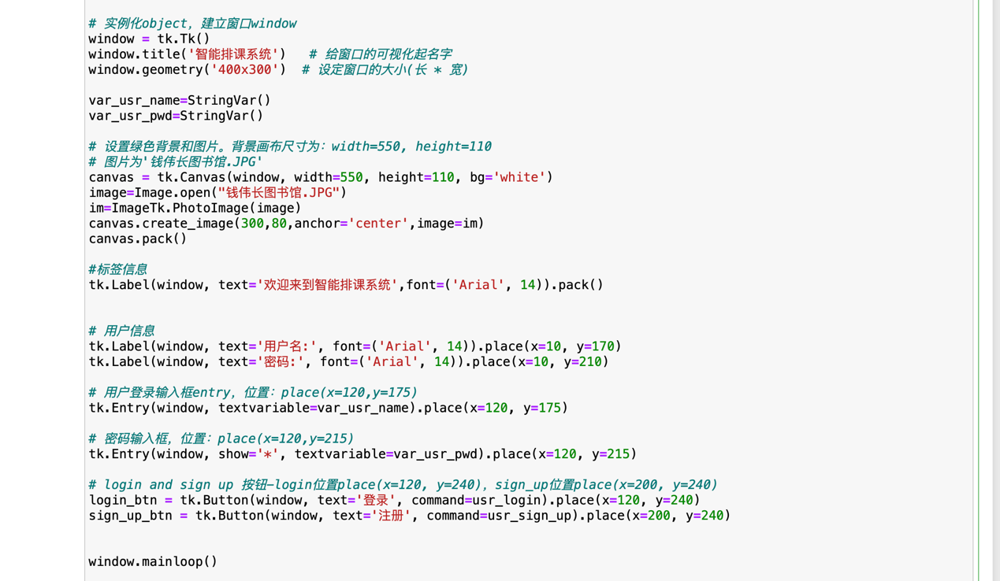 # 实例化object，建立窗口window
window = tk.Tk()
window.title('智能排课系统')   # 给窗口的可视化起名字
window.geometry('400x300')  # 设定窗口的大小(长 * 宽)
var_usr_name=StringVar()
var_usr_pwd=StringVar()
# 设置绿色背景和图片。背景画布尺寸为：width=550, height=110
# 图片为'钱伟长图书馆.JPG'
canvas = tk.Canvas(window, width=550, height=110, bg='white')
image=Image.open("钱伟长图书馆.JPG")
im=ImageTk.PhotoImage(image)
canvas.create_image(300,80,anchor='center',image=im)
canvas.pack()
#标签信息
tk.Label(window, text='欢迎来到智能排课系统',font=('Arial', 14)).pack()
# 用户信息
tk.Label(window, text='用户名:', font=('Arial', 14)).place(x=10, y=170)
tk.Label(window, text='密码:', font=('Arial', 14)).place(x=10, y=210)
# 用户登录输入框entry，位置：place(x=120,y=175)
tk.Entry(window, textvariable=var_usr_name).place(x=120, y=175)
# 密码输入框，位置：place(x=120,y=215)
tk.Entry(window, show='*', textvariable=var_usr_pwd).place(x=120, y=215)
# login and sign up 按钮—login位置place(x=120, y=240)，sign_up位置place(x=200, y=240)
login_btn = tk.Button(window, text='登录', command=usr_login).place(x=120, y=240)
sign_up_btn = tk.Button(window, text='注册', command=usr_sign_up).place(x=200, y=240)
window.mainloop()